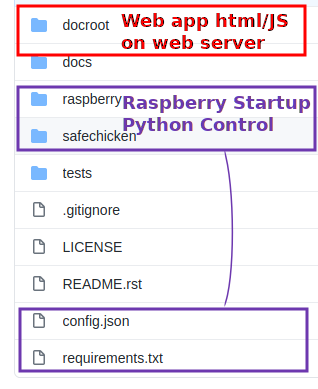 docroot Web app html/JS
on web server
docs
raspberry Raspberry Startup
safechicken Python Control
tests
.gitignore
LICENSE
README.rst
config.json
requirements.txt